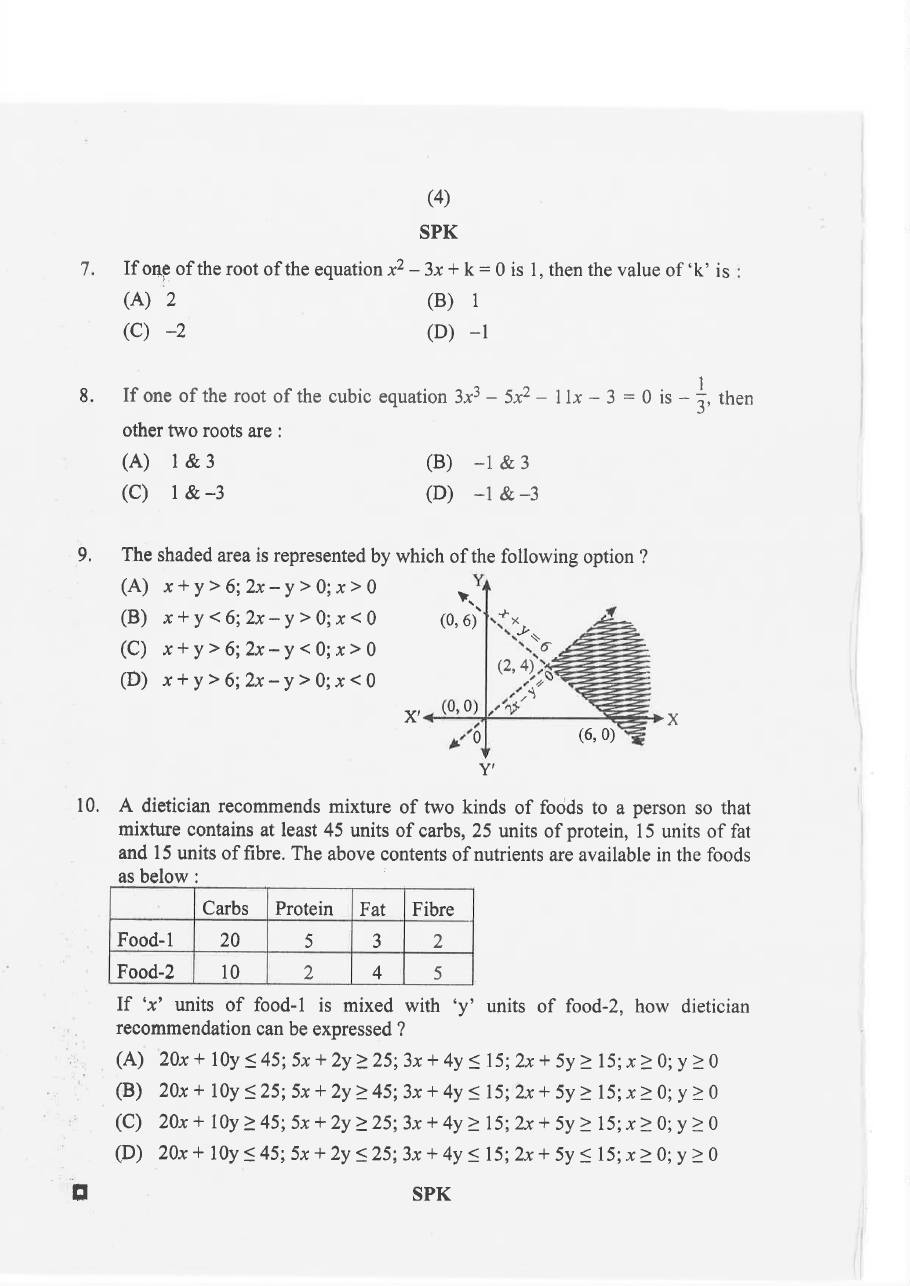 (4)
SPK
7. If one of the root of the equation x² – 3x + k = 0 is 1, then the value of ‘k’ is :
(A) 2 (B) 1
(C) –2 (D) –1
8. If one of the root of the cubic equation 3x³ – 5x² – 11x – 3 = 0 is – 1/3, then
other two roots are :
(A) 1 & 3 (B) –1 & 3
(C) 1 & –3 (D) –1 & –3
9. The shaded area is represented by which of the following option ?
(A) x + y > 6; 2x – y > 0; x > 0
(B) x + y < 6; 2x – y > 0; x < 0
(C) x + y > 6; 2x – y < 0; x > 0
(D) x + y > 6; 2x – y > 0; x < 0
Y
(0, 6) x + y = 6
(2, 4)
2x – y = 0
X' (0, 0) X
0 (6, 0)
Y'
10. A dietician recommends mixture of two kinds of foods to a person so that
mixture contains at least 45 units of carbs, 25 units of protein, 15 units of fat
and 15 units of fibre. The above contents of nutrients are available in the foods
as below :
Carbs Protein Fat Fibre
Food-1 20 5 3 2
Food-2 10 2 4 5
If ‘x’ units of food-1 is mixed with ‘y’ units of food-2, how dietician
recommendation can be expressed ?
(A) 20x + 10y ≤ 45; 5x + 2y ≥ 25; 3x + 4y ≤ 15; 2x + 5y ≥ 15; x ≥ 0; y ≥ 0
(B) 20x + 10y ≤ 25; 5x + 2y ≥ 45; 3x + 4y ≤ 15; 2x + 5y ≥ 15; x ≥ 0; y ≥ 0
(C) 20x + 10y ≥ 45; 5x + 2y ≥ 25; 3x + 4y ≥ 15; 2x + 5y ≥ 15; x ≥ 0; y ≥ 0
(D) 20x + 10y ≤ 45; 5x + 2y ≤ 25; 3x + 4y ≤ 15; 2x + 5y ≤ 15; x ≥ 0; y ≥ 0
SPK